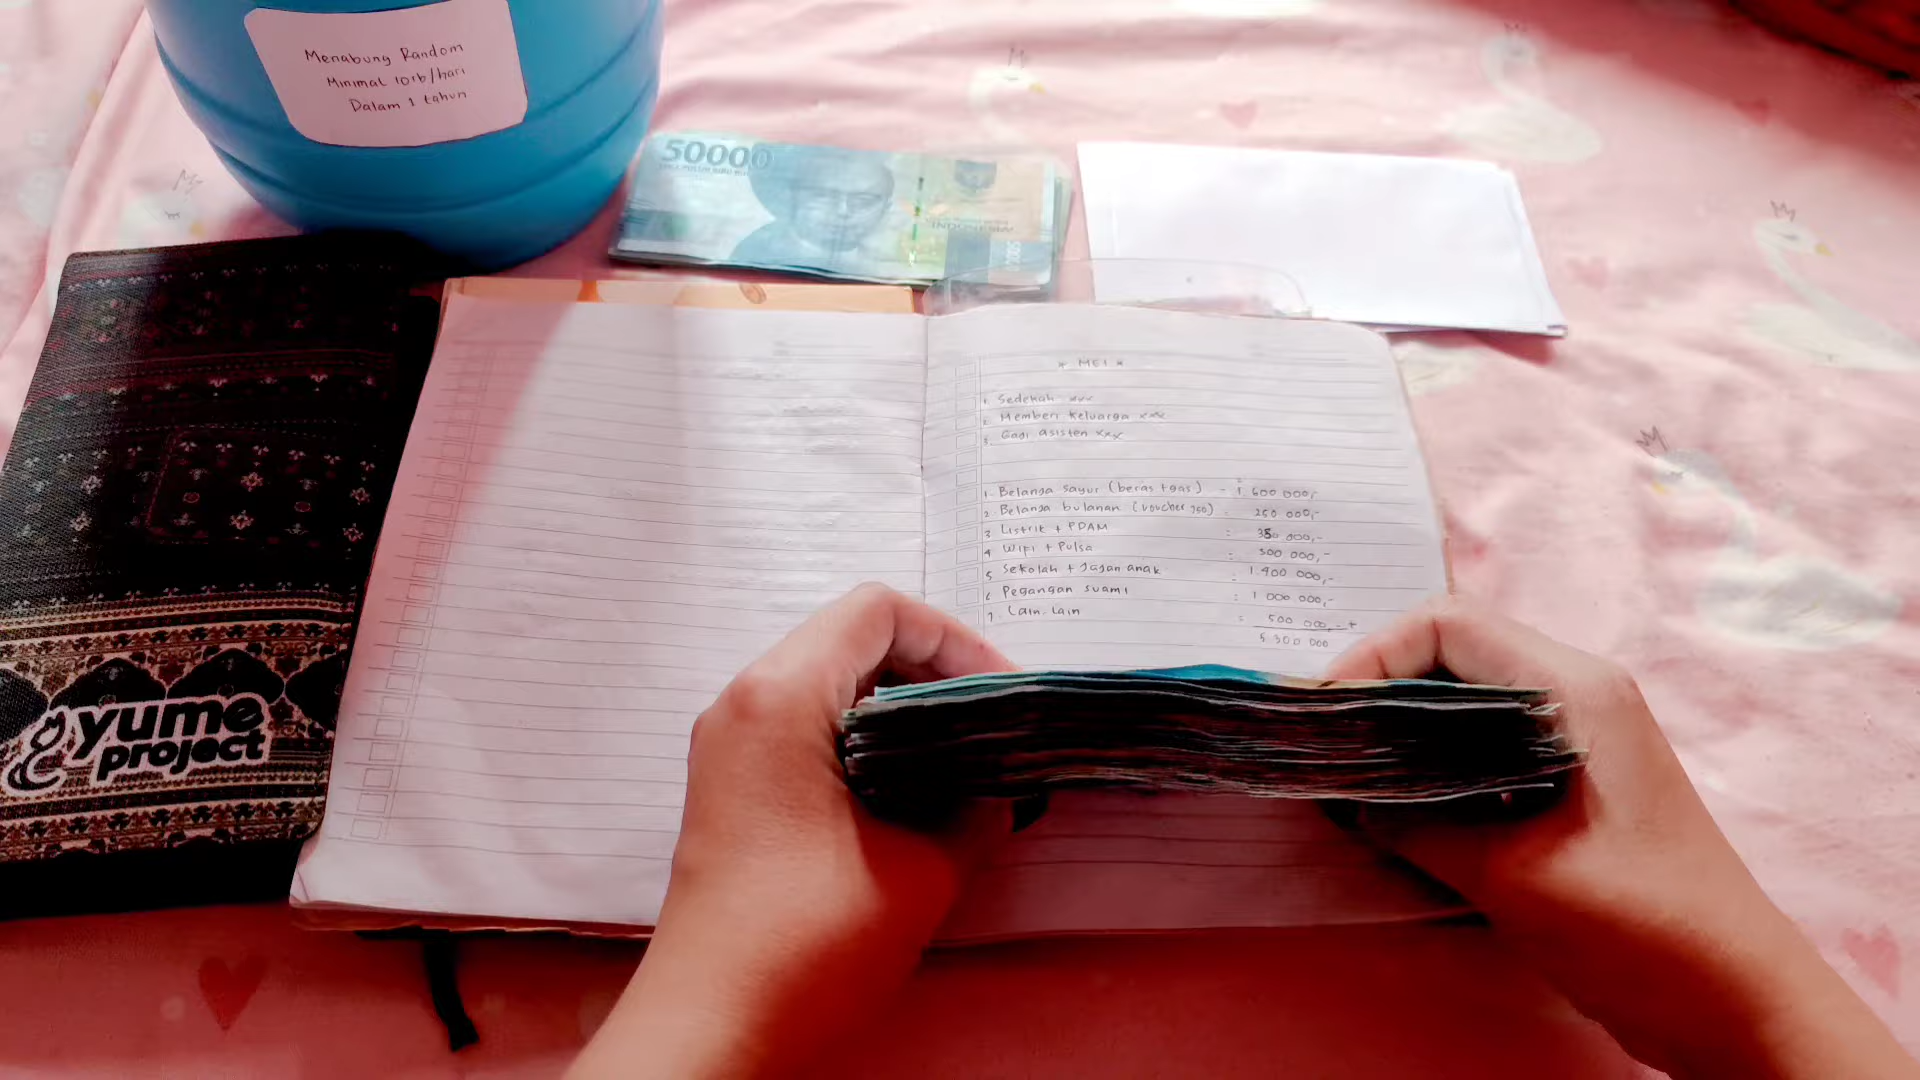 Menabung Random
Minimal 10rb/hari
Dalam 1 tahun
50000
yume
project
* MEI *
1. Sedekah xxx
2. Memberi keluarga xxx
3. Gaji asisten xxx
1. Belanja sayur (beras + gas) = 1.600 000,-
2. Belanja bulanan (voucher 350) = 250 000,-
3. Listrik + PDAM : 350 000,-
4. Wifi + Pulsa : 300 000,-
5. Sekolah + Jajan anak : 1.400 000,-
6. Pegangan suami : 1 000 000,-
7. Lain-lain = 500 000,- +
5 300 000